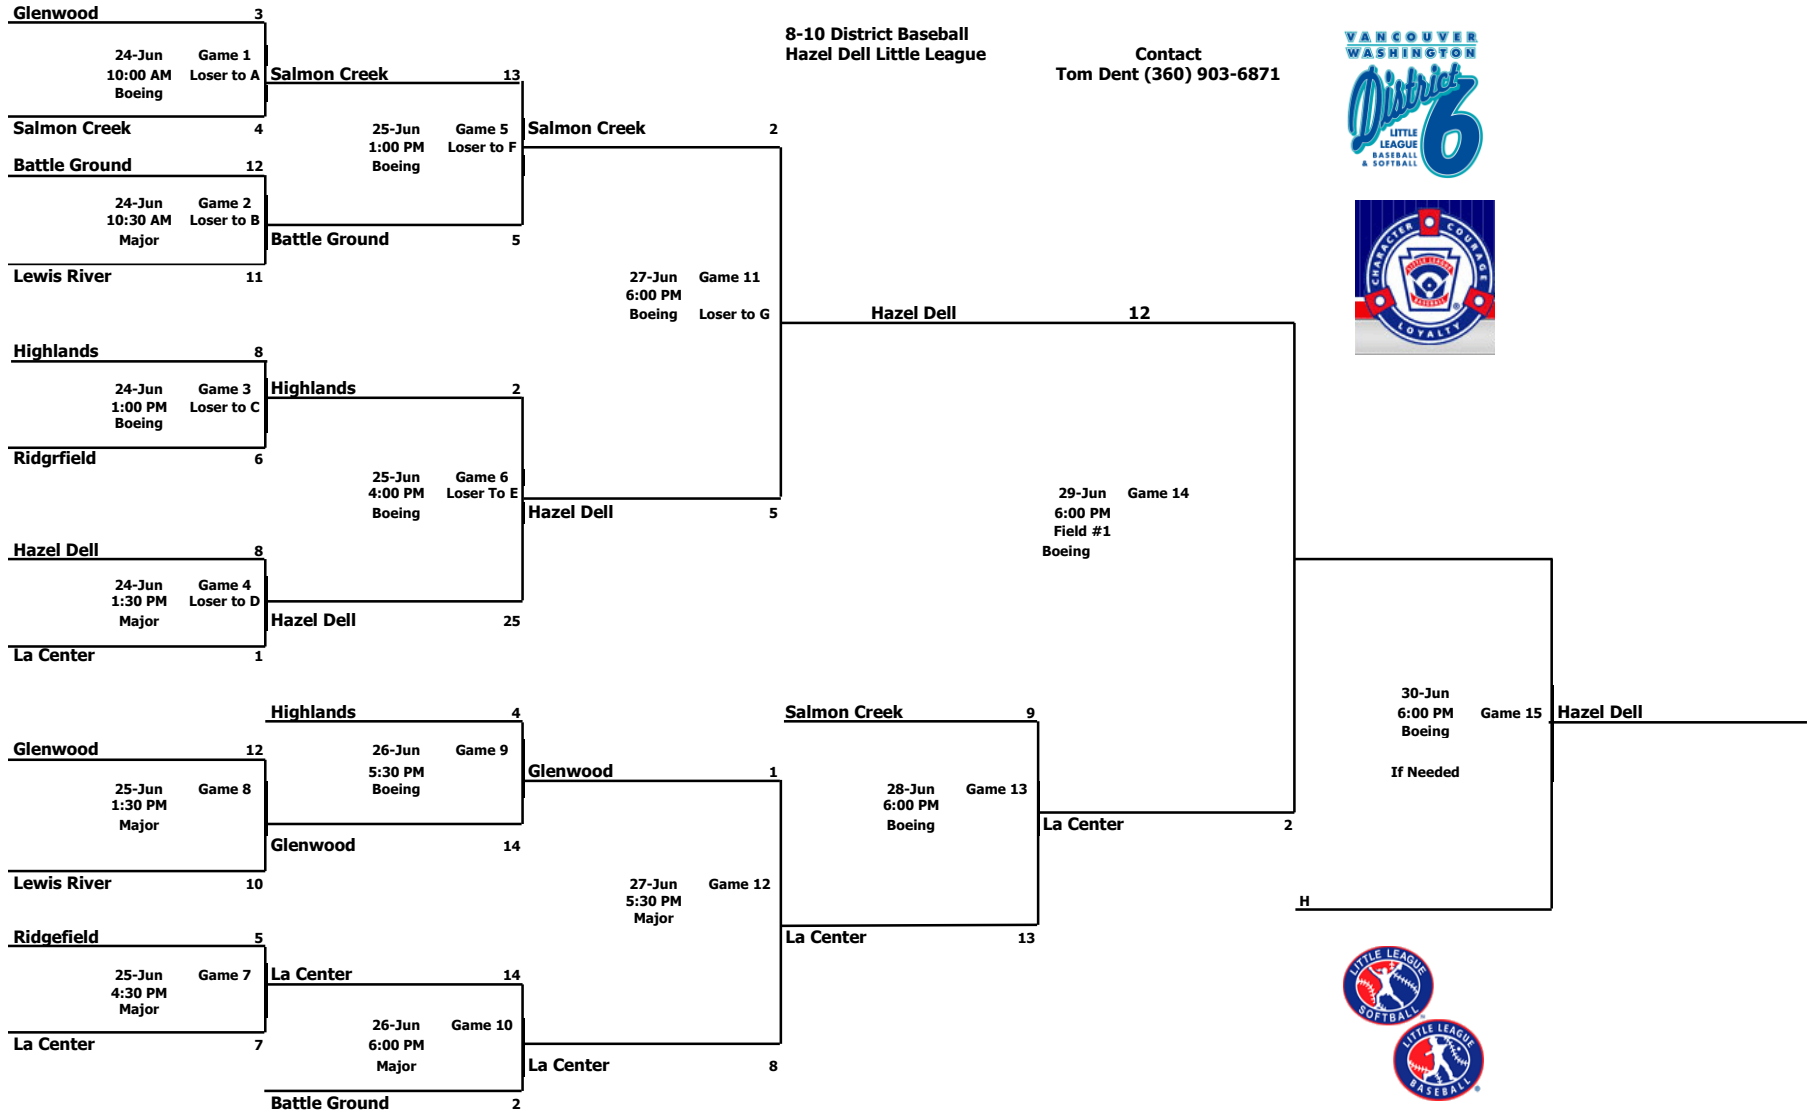 8-10 District Baseball
Hazel Dell Little League
Contact
Tom Dent (360) 903-6871
VANCOUVER
WASHINGTON
District
6
LITTLE
LEAGUE
BASEBALL
& SOFTBALL
CHARACTER COURAGE
LOYALTY
LITTLE LEAGUE
BASEBALL
®
Glenwood 3
24-Jun Game 1
10:00 AM Loser to A
Boeing
Salmon Creek 4
Battle Ground 12
24-Jun Game 2
10:30 AM Loser to B
Major
Lewis River 11
Highlands 8
24-Jun Game 3
1:00 PM Loser to C
Boeing
Ridgrfield 6
Hazel Dell 8
24-Jun Game 4
1:30 PM Loser to D
Major
La Center 1
Salmon Creek 13
25-Jun Game 5
1:00 PM Loser to F
Boeing
Battle Ground 5
Highlands 2
25-Jun Game 6
4:00 PM Loser To E
Boeing
Hazel Dell 25
Salmon Creek 2
27-Jun Game 11
6:00 PM
Boeing Loser to G
Hazel Dell 5
Hazel Dell 12
29-Jun Game 14
6:00 PM
Field #1
Boeing
La Center 2
Glenwood 12
25-Jun Game 8
1:30 PM
Major
Lewis River 10
Ridgefield 5
25-Jun Game 7
4:30 PM
Major
La Center 7
Highlands 4
26-Jun Game 9
5:30 PM
Boeing
Glenwood 14
La Center 14
26-Jun Game 10
6:00 PM
Major
Battle Ground 2
Glenwood 1
27-Jun Game 12
5:30 PM
Major
La Center 8
Salmon Creek 9
28-Jun Game 13
6:00 PM
Boeing
La Center 13
30-Jun
6:00 PM Game 15
Boeing
If Needed
H
Hazel Dell
LITTLE LEAGUE
SOFTBALL
LITTLE LEAGUE
BASEBALL